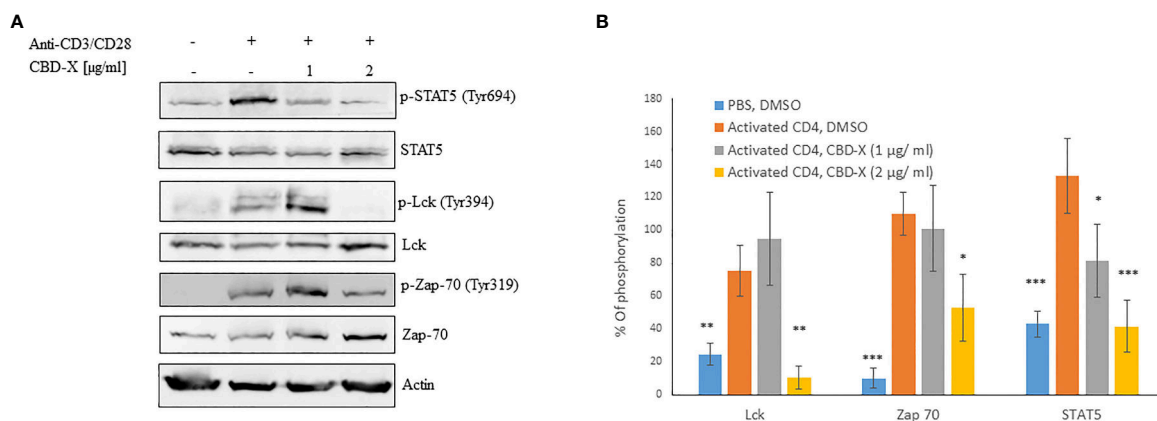 A
Anti-CD3/CD28 - + + +
CBD-X [µg/ml] - - 1 2
p-STAT5 (Tyr694)
STAT5
p-Lck (Tyr394)
Lck
p-Zap-70 (Tyr319)
Zap-70
Actin
B
180
160
140
120
100
80
60
40
20
0
% Of phosphorylation
PBS, DMSO
Activated CD4, DMSO
Activated CD4, CBD-X (1 µg/ ml)
Activated CD4, CBD-X (2 µg/ ml)
** ** *** * *** * ***
Lck Zap 70 STAT5